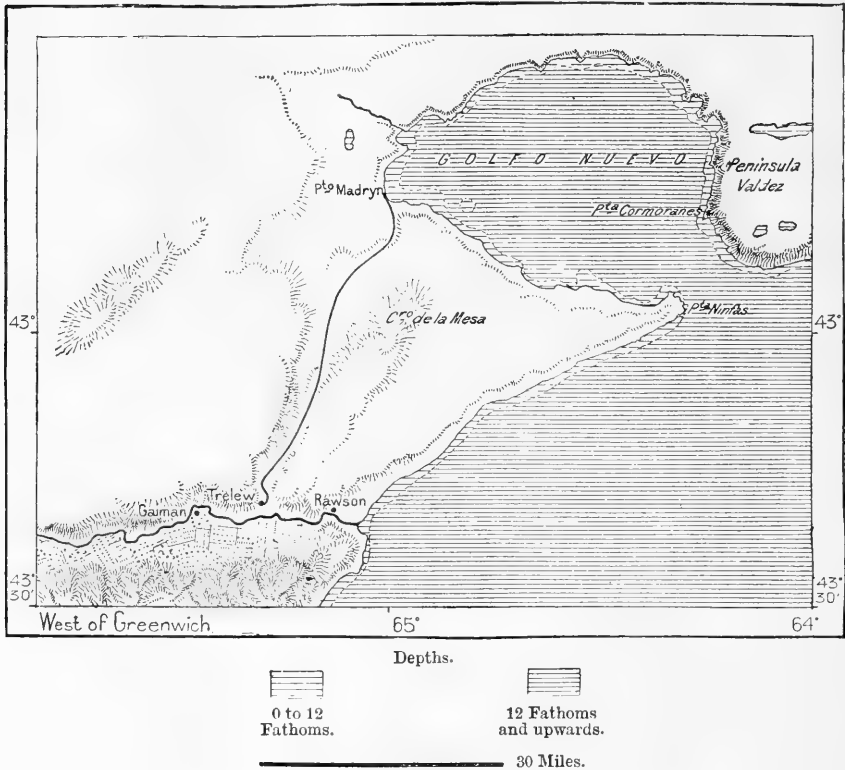 GOLFO NUEVO
Península
Valdez
Pto Madryn
Pta Cormoranes
43°
Cro de la Mesa
Pta Ninfas
43°
Trelew
Gaiman
Rawson
43°
30'
43°
30'
West of Greenwich
65°
64°
Depths.
0 to 12
Fathoms.
12 Fathoms
and upwards.
30 Miles.